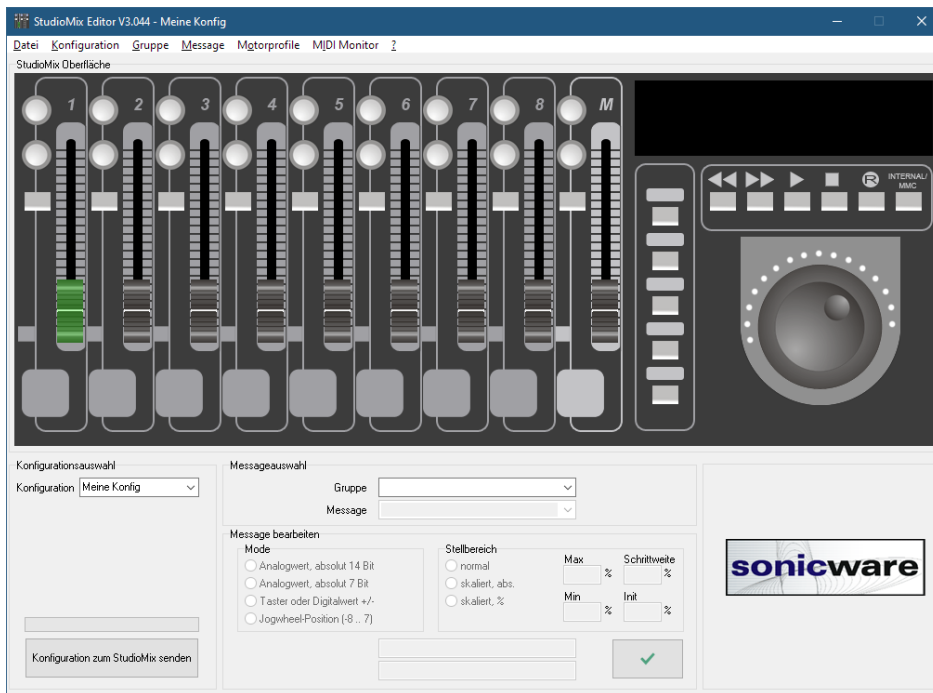 StudioMix Editor V3.044 - Meine Konfig
Datei Konfiguration Gruppe Message Motorprofile MIDI Monitor ?
StudioMix Oberfläche
1 2 3 4 5 6 7 8 M
R INTERNAL/
MMC
Konfigurationsauswahl
Konfiguration Meine Konfig
Messageauswahl
Gruppe
Message
Message bearbeiten
Mode
Analogwert, absolut 14 Bit
Analogwert, absolut 7 Bit
Taster oder Digitalwert +/-
Jogwheel-Position (-8 .. 7)
Stellbereich
normal
skaliert, abs.
skaliert, %
Max Schrittweite
% %
Min Init
% %
Konfiguration zum StudioMix senden
sonicware